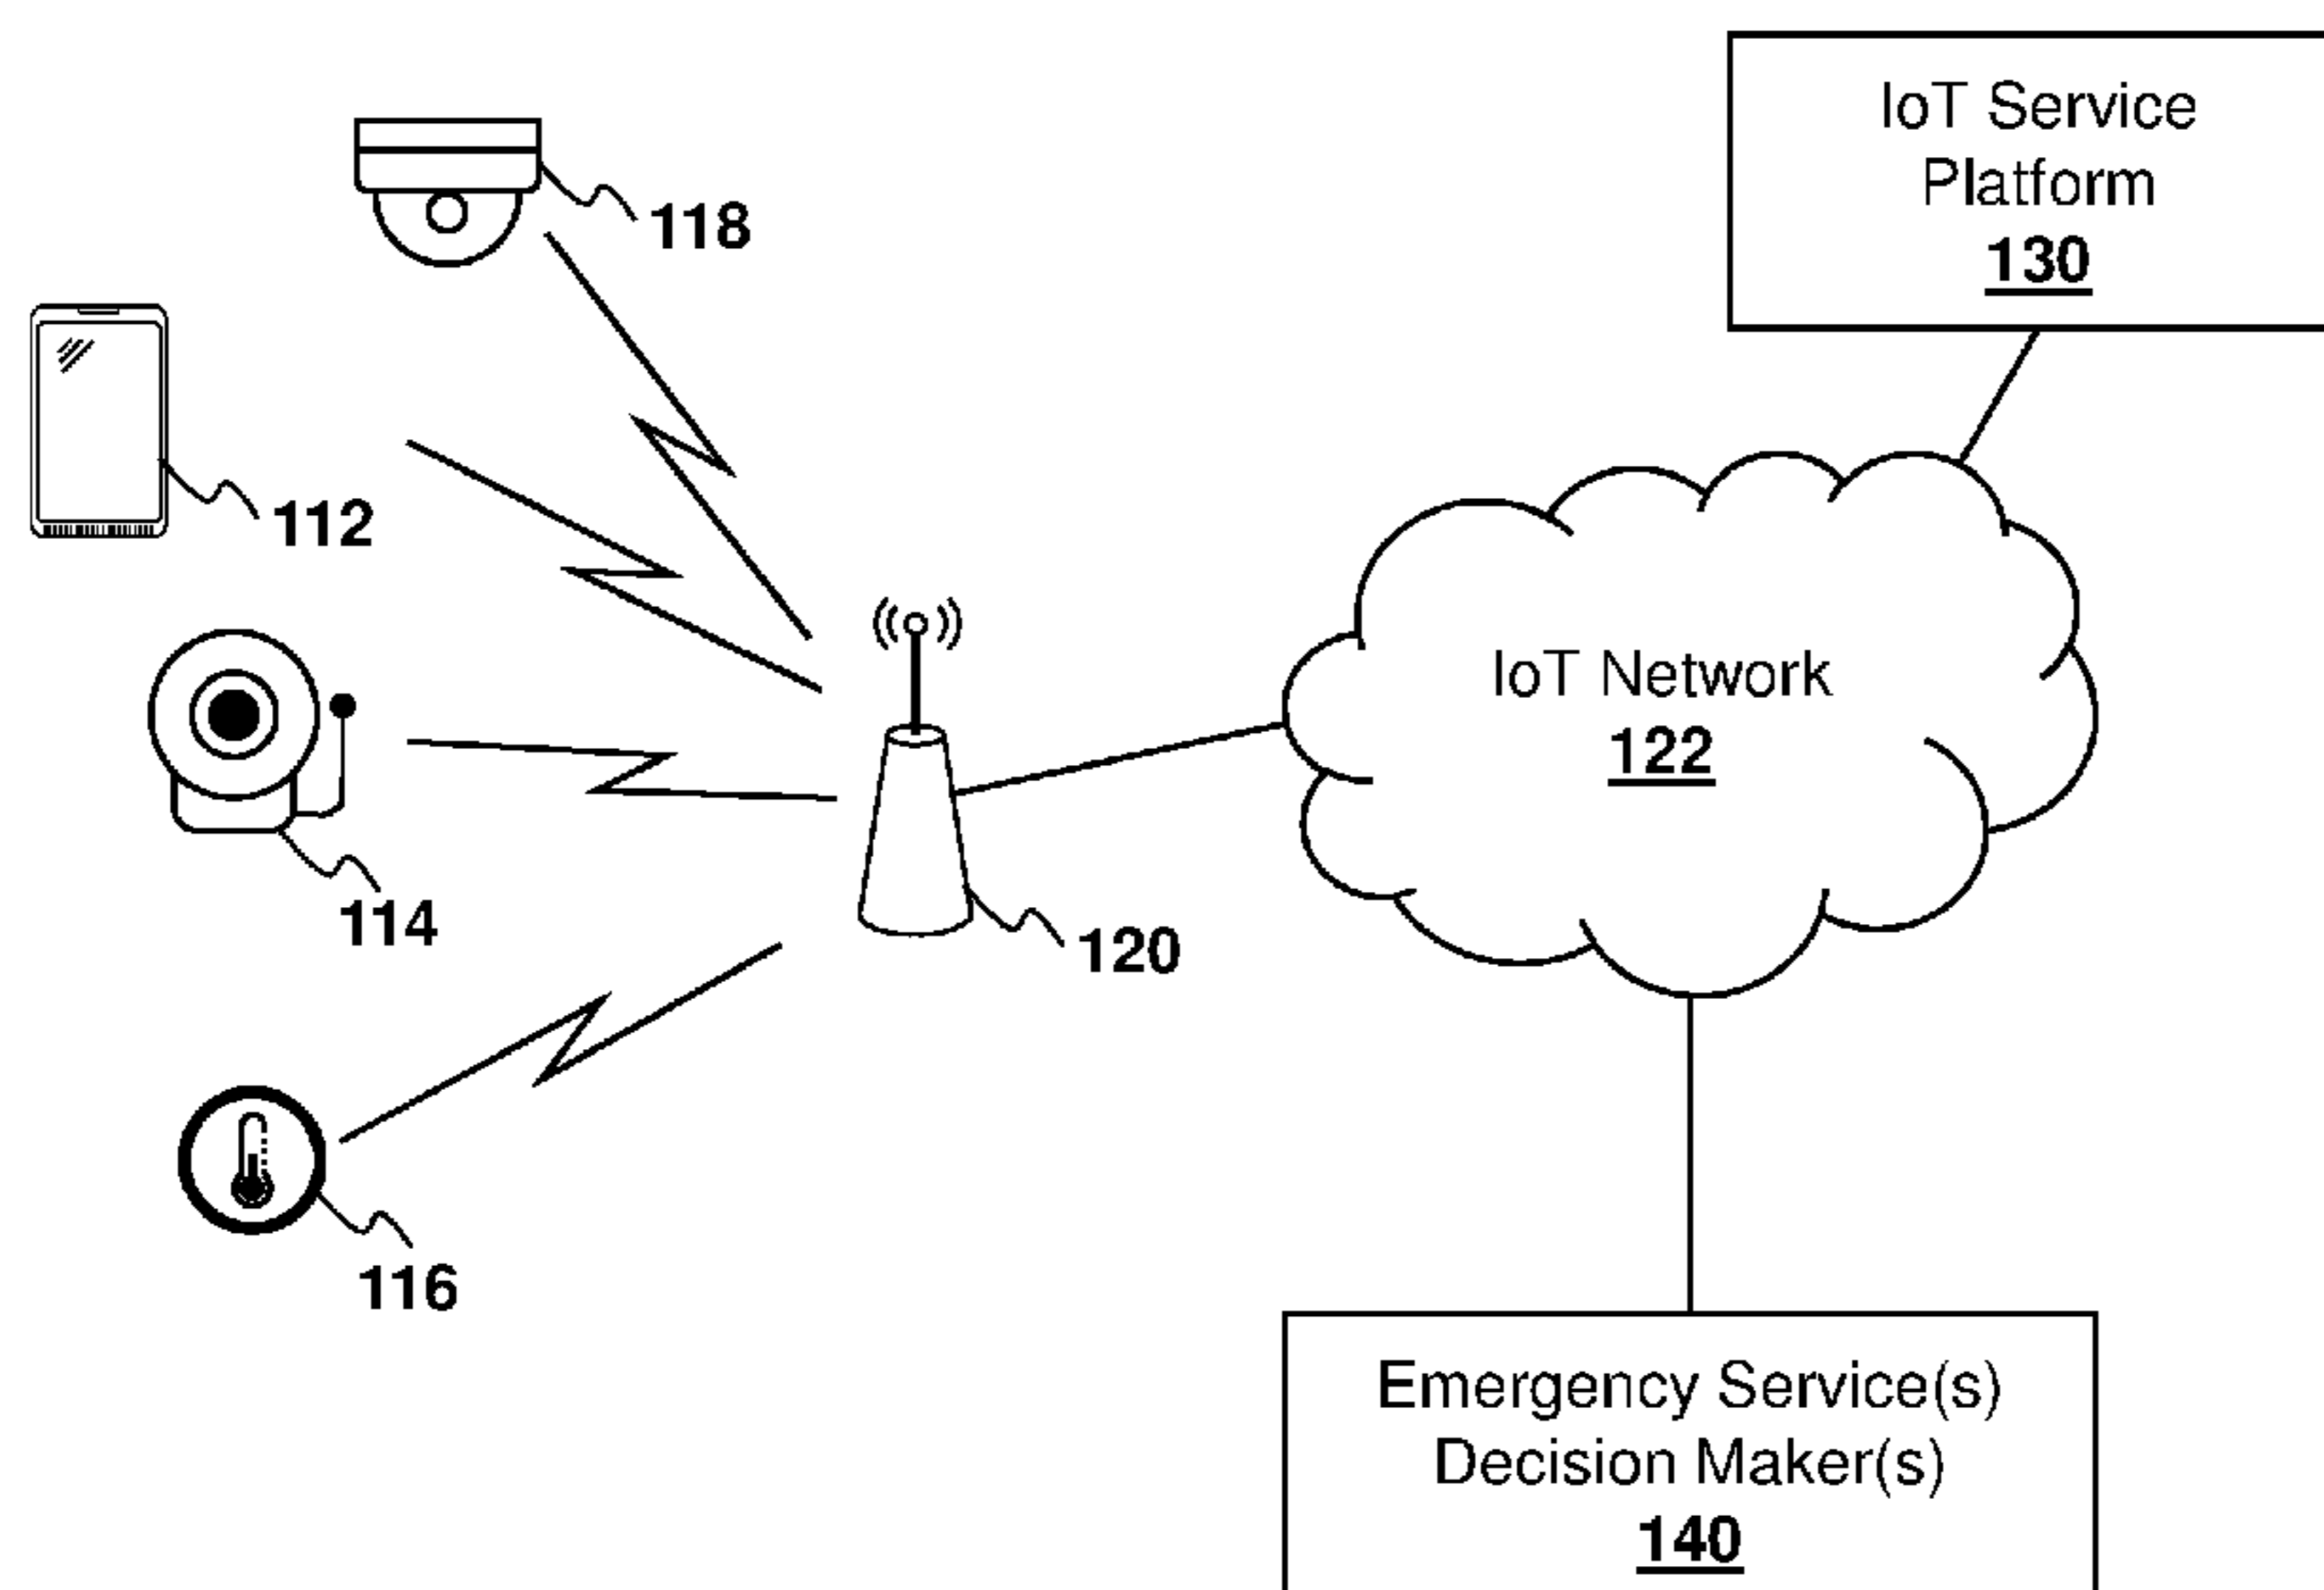 IoT Service
Platform
130
118
112
IoT Network
122
114
120
116
Emergency Service(s)
Decision Maker(s)
140